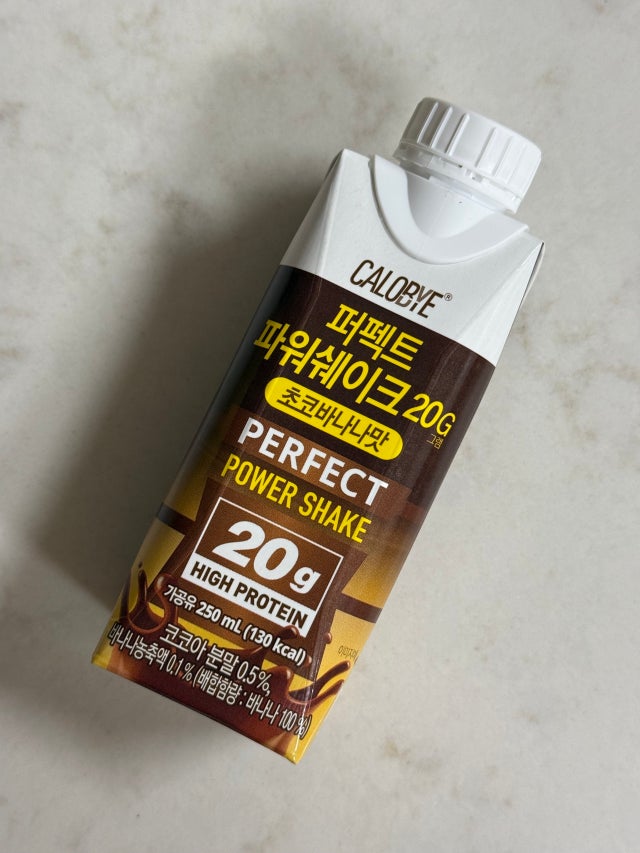 CALOBYE®
퍼펙트
파워쉐이크 20G
그램
초코바나나맛
PERFECT
POWER SHAKE
20g
HIGH PROTEIN
가공유 250 mL (130 kcal)
코코아 분말 0.5%,
바나나농축액 0.1% (배합함량 : 바나나 100%)